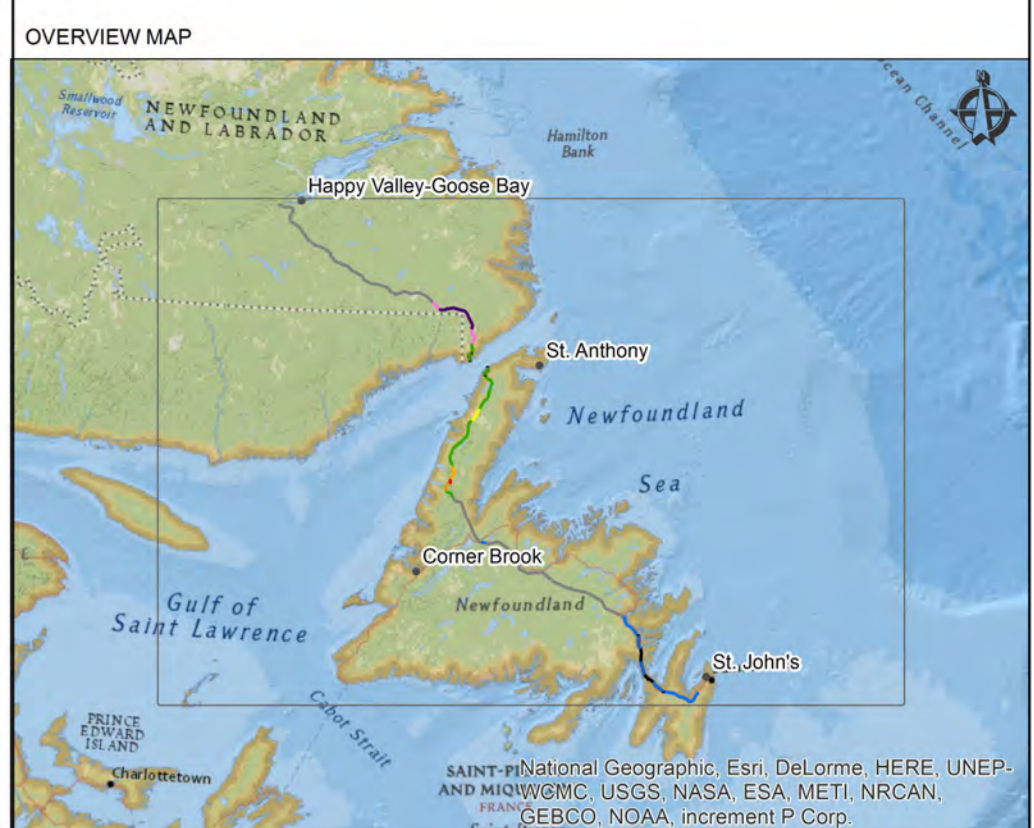 OVERVIEW MAP
Smallwood
Reservoir
NEWFOUNDLAND
AND LABRADOR
Hamilton
Bank
Channel
N
Happy Valley-Goose Bay
St. Anthony
Newfoundland
Sea
Corner Brook
Newfoundland
Gulf of
Saint Lawrence
St. John's
Cabot Strait
PRINCE
EDWARD
ISLAND
Charlottetown
SAINT-PI
AND MIQU
FRANCE
National Geographic, Esri, DeLorme, HERE, UNEP-
WCMC, USGS, NASA, ESA, METI, NRCAN,
GEBCO, NOAA, increment P Corp.